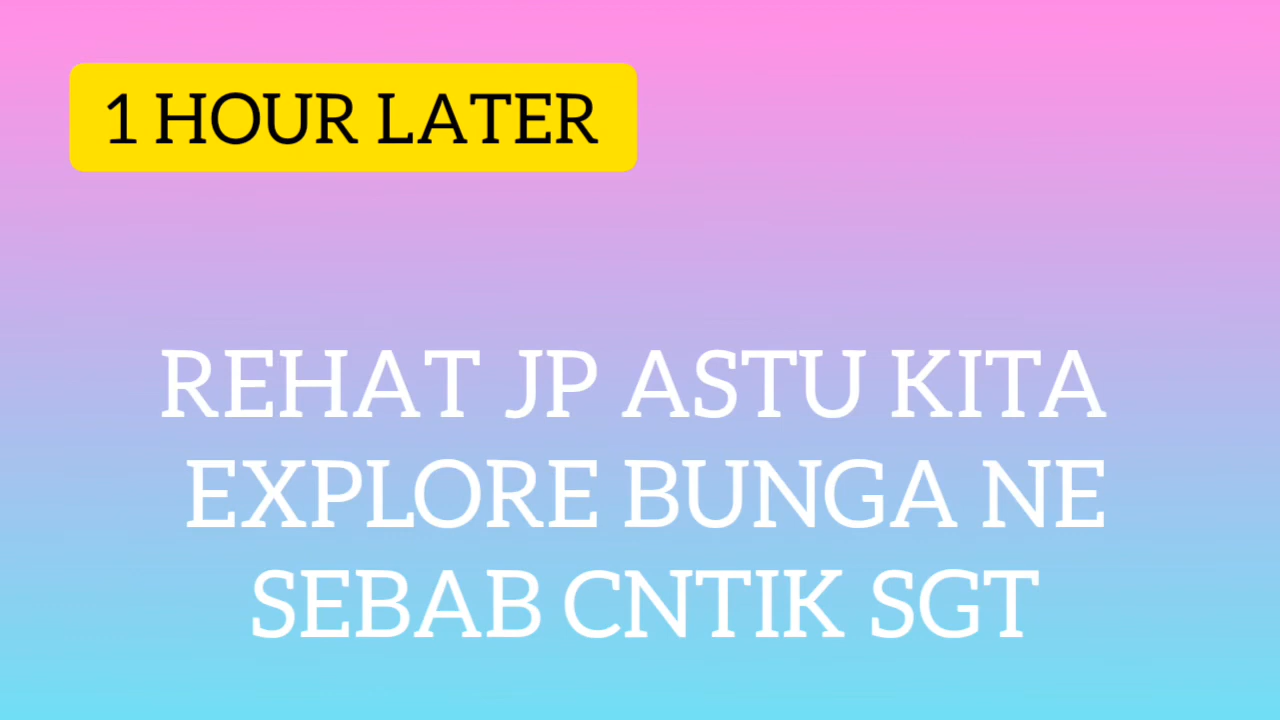 1 HOUR LATER
REHAT JP ASTU KITA
EXPLORE BUNGA NE
SEBAB CNTIK SGT